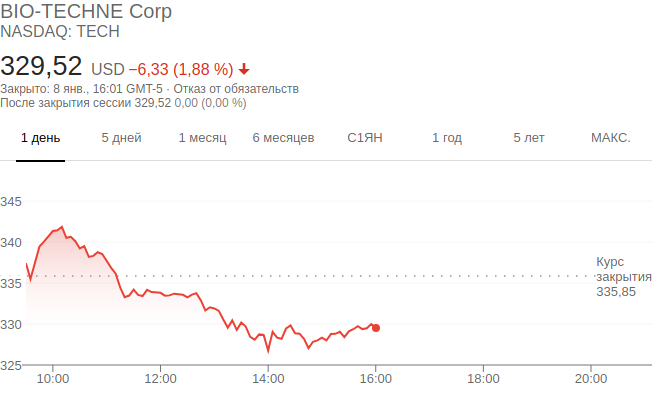 BIO-TECHNE Corp
NASDAQ: TECH
329,52 USD −6,33 (1,88 %)
Закрыто: 8 янв., 16:01 GMT-5 · Отказ от обязательств
После закрытия сессии 329,52 0,00 (0,00 %)
1 день 5 дней 1 месяц 6 месяцев С1ЯН 1 год 5 лет МАКС.
345
340
Курс
335 закрытия
335,85
330
325
10:00 12:00 14:00 16:00 18:00 20:00